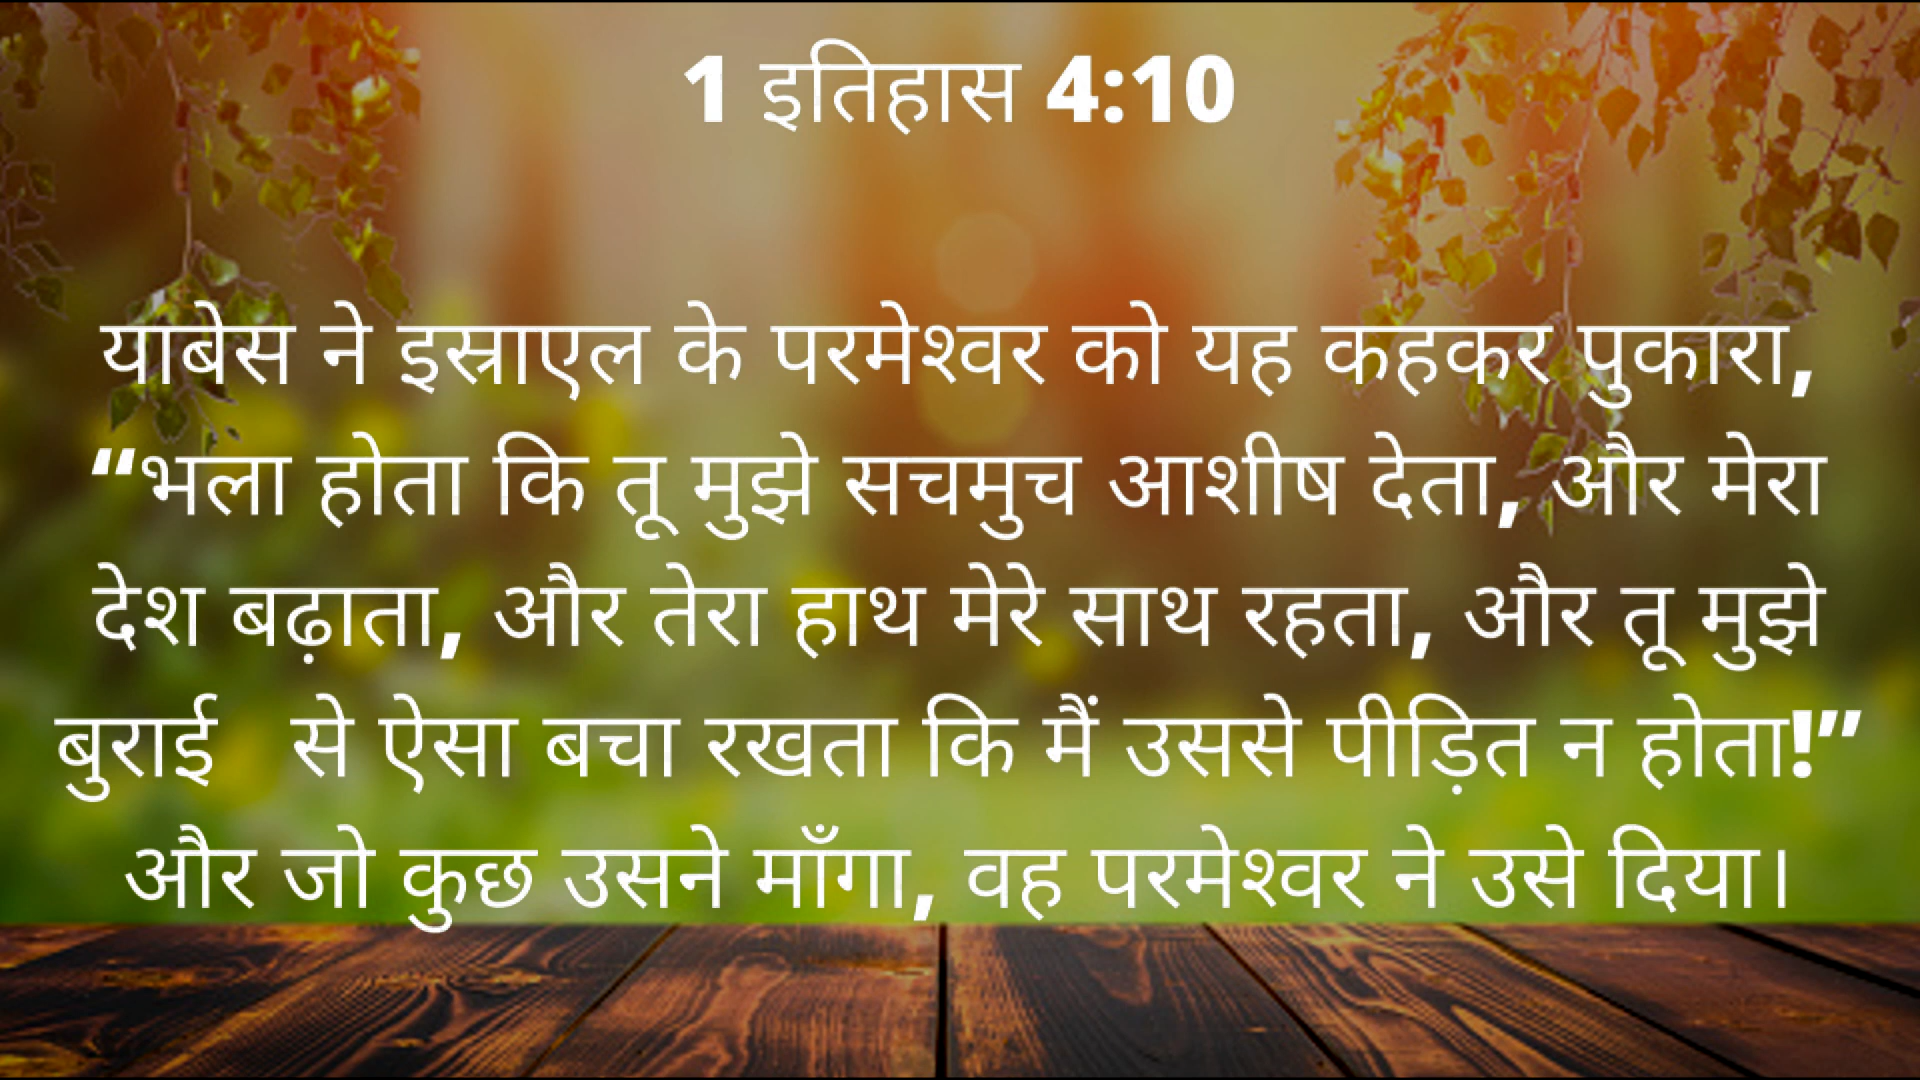 1 इतिहास 4:10
याबेस ने इस्राएल के परमेश्वर को यह कहकर पुकारा,
“भला होता कि तू मुझे सचमुच आशीष देता, और मेरा
देश बढ़ाता, और तेरा हाथ मेरे साथ रहता, और तू मुझे
बुराई से ऐसा बचा रखता कि मैं उससे पीड़ित न होता!”
और जो कुछ उसने माँगा, वह परमेश्वर ने उसे दिया।